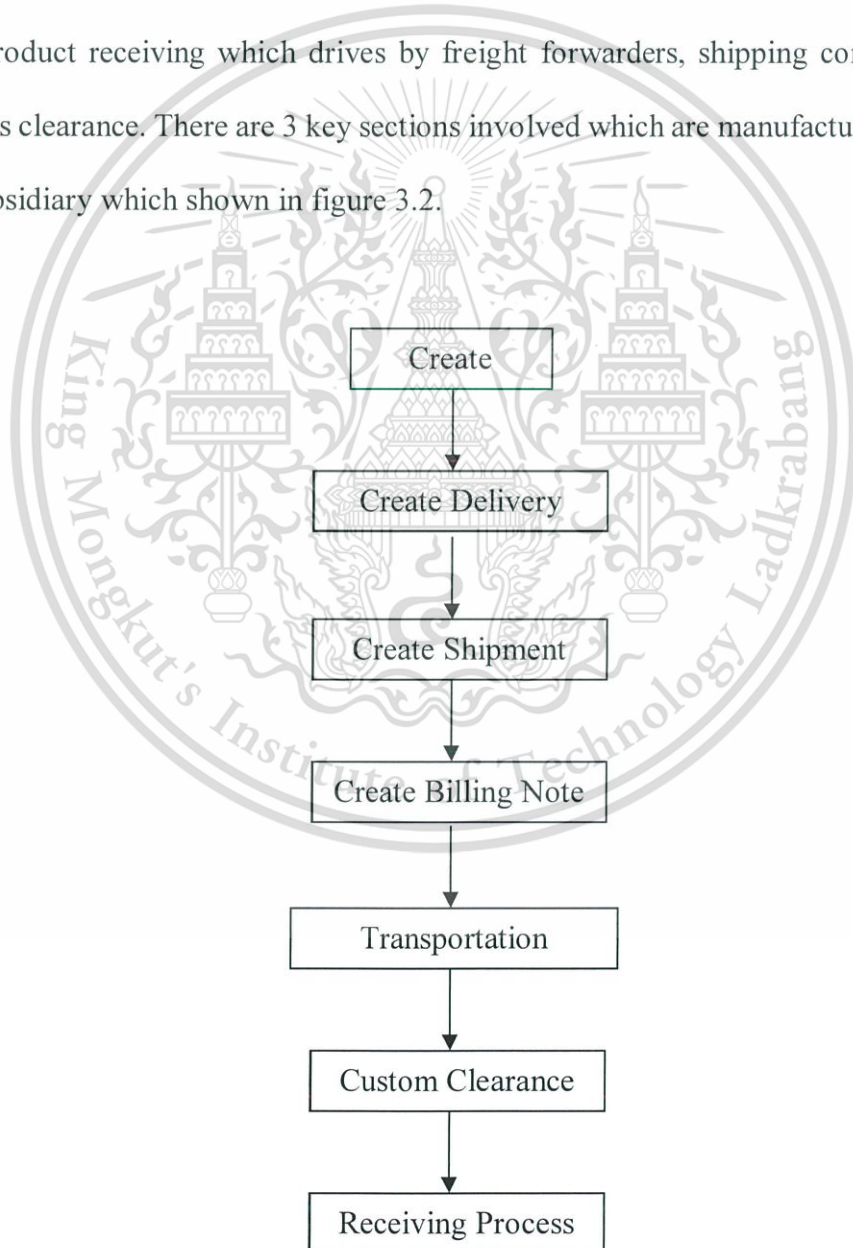 roduct receiving which drives by freight forwarders, shipping co
s clearance. There are 3 key sections involved which are manufactu
sidiary which shown in figure 3.2.
Create
Create Delivery
Create Shipment
Create Billing Note
Transportation
Custom Clearance
Receiving Process
King Mongkut's Institute of Technology Ladkrabang